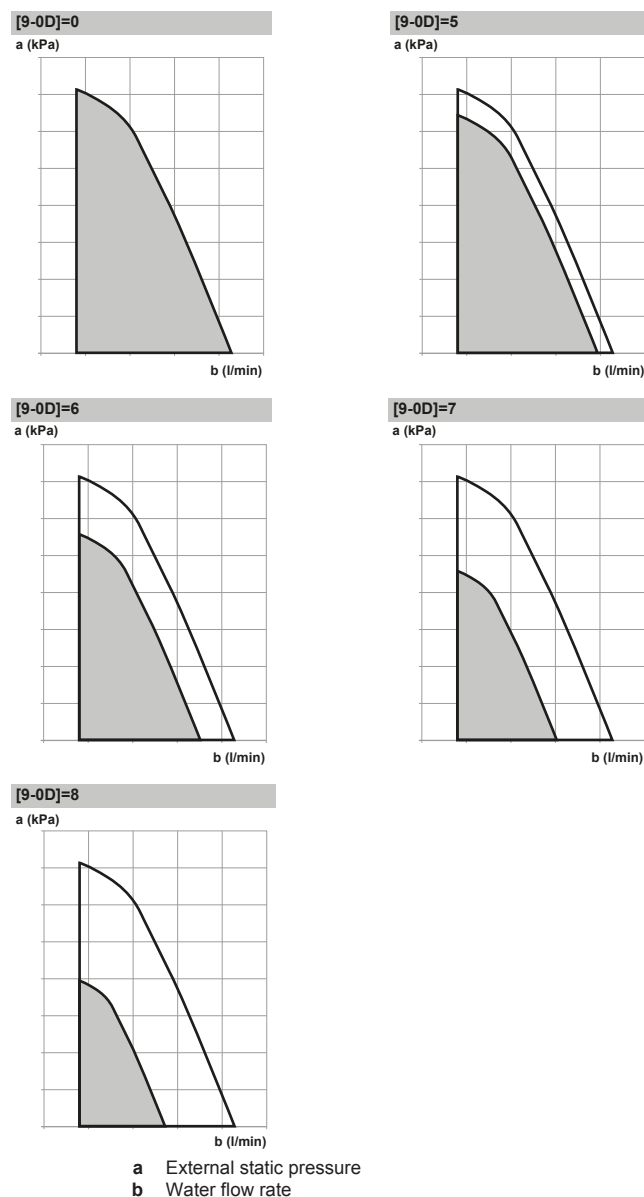 [9-0D]=0
a (kPa)
b (l/min)
[9-0D]=5
a (kPa)
b (l/min)
[9-0D]=6
a (kPa)
b (l/min)
[9-0D]=7
a (kPa)
b (l/min)
[9-0D]=8
a (kPa)
b (l/min)
a External static pressure
b Water flow rate